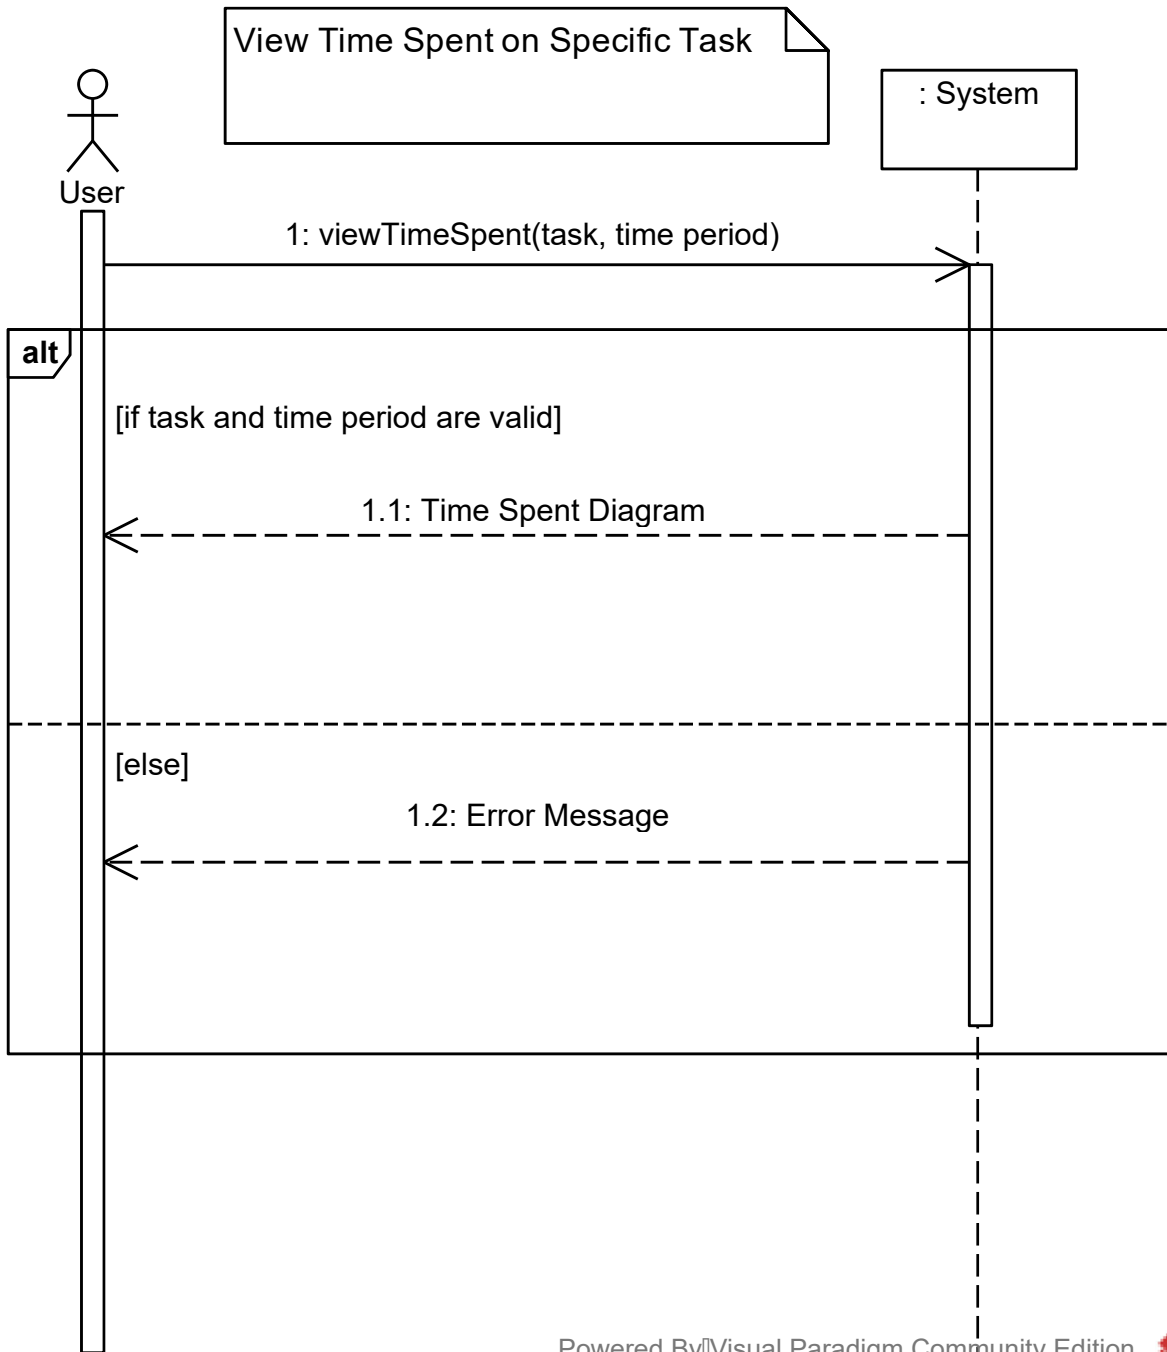 View Time Spent on Specific Task
: System
User
1: viewTimeSpent(task, time period)
alt
[if task and time period are valid]
1.1: Time Spent Diagram
[else]
1.2: Error Message
Powered By Visual Paradigm Community Edition